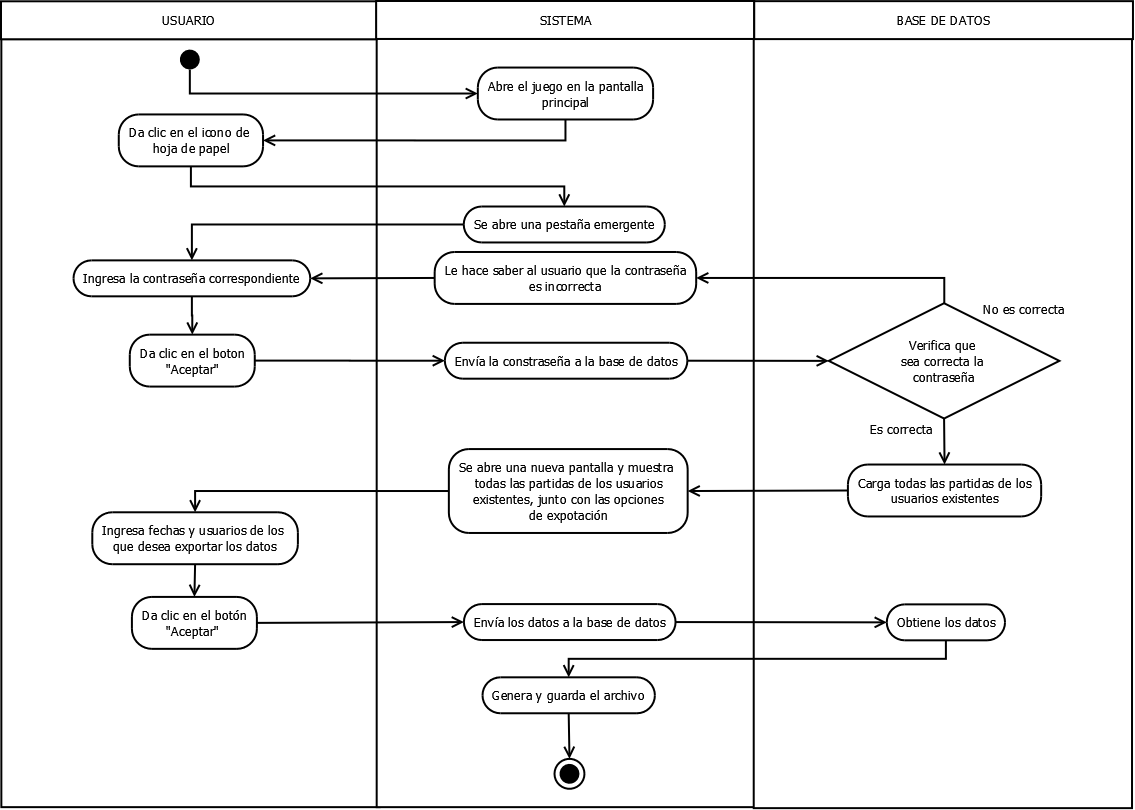 USUARIO
SISTEMA
BASE DE DATOS
Abre el juego en la pantalla
principal
Da clic en el icono de
hoja de papel
Se abre una pestaña emergente
Ingresa la contraseña correspondiente
Le hace saber al usuario que la contraseña
es incorrecta
No es correcta
Da clic en el boton
"Aceptar"
Envía la constraseña a la base de datos
Verifica que
sea correcta la
contraseña
Es correcta
Carga todas las partidas de los
usuarios existentes
Se abre una nueva pantalla y muestra
todas las partidas de los usuarios
existentes, junto con las opciones
de expotación
Ingresa fechas y usuarios de los
que desea exportar los datos
Da clic en el botón
"Aceptar"
Envía los datos a la base de datos
Obtiene los datos
Genera y guarda el archivo